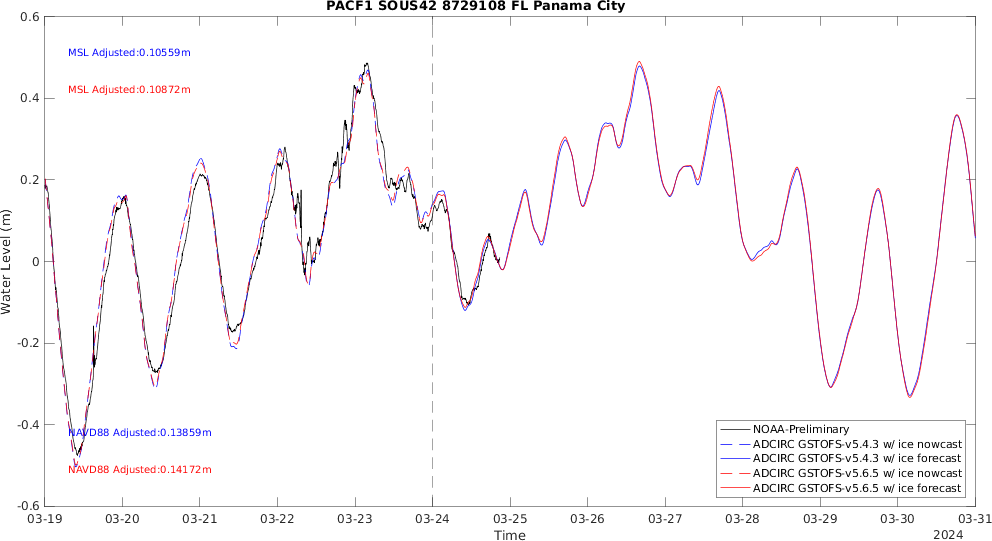 PACF1 SOUS42 8729108 FL Panama City
0.6
0.4
0.2
0
-0.2
-0.4
-0.6
Water Level (m)
MSL Adjusted:0.10559m
MSL Adjusted:0.10872m
NAVD88 Adjusted:0.13859m
NAVD88 Adjusted:0.14172m
NOAA-Preliminary
ADCIRC GSTOFS-v5.4.3 w/ ice nowcast
ADCIRC GSTOFS-v5.4.3 w/ ice forecast
ADCIRC GSTOFS-v5.6.5 w/ ice nowcast
ADCIRC GSTOFS-v5.6.5 w/ ice forecast
03-19 03-20 03-21 03-22 03-23 03-24 03-25 03-26 03-27 03-28 03-29 03-30 03-31
Time
2024